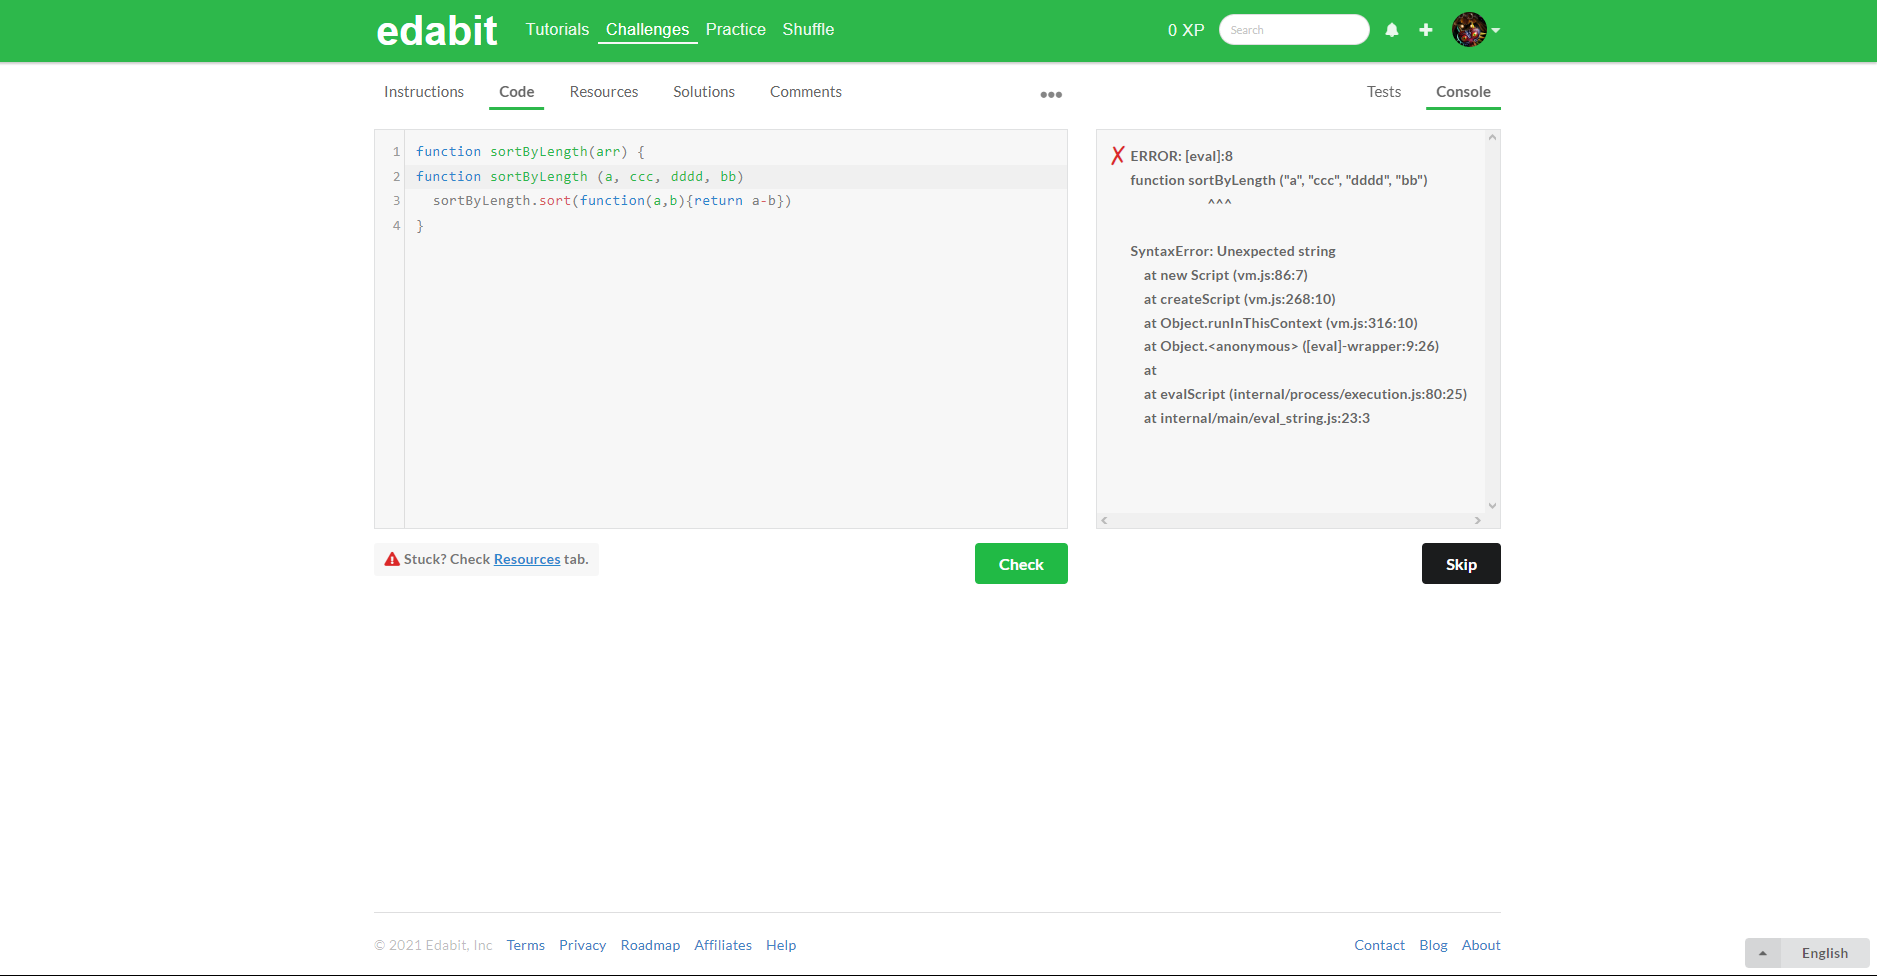 edabit Tutorials Challenges Practice Shuffle 0 XP Search
Instructions Code Resources Solutions Comments ••• Tests Console
1 function sortByLength(arr) {
2 function sortByLength (a, ccc, dddd, bb)
3 sortByLength.sort(function(a,b){return a-b})
4 }
ERROR: [eval]:8
function sortByLength ("a", "ccc", "dddd", "bb")
^^^
SyntaxError: Unexpected string
at new Script (vm.js:86:7)
at createScript (vm.js:268:10)
at Object.runInThisContext (vm.js:316:10)
at Object.<anonymous> ([eval]-wrapper:9:26)
at
at evalScript (internal/process/execution.js:80:25)
at internal/main/eval_string.js:23:3
Stuck? Check Resources tab.
Check
Skip
© 2021 Edabit, Inc Terms Privacy Roadmap Affiliates Help Contact Blog About
English